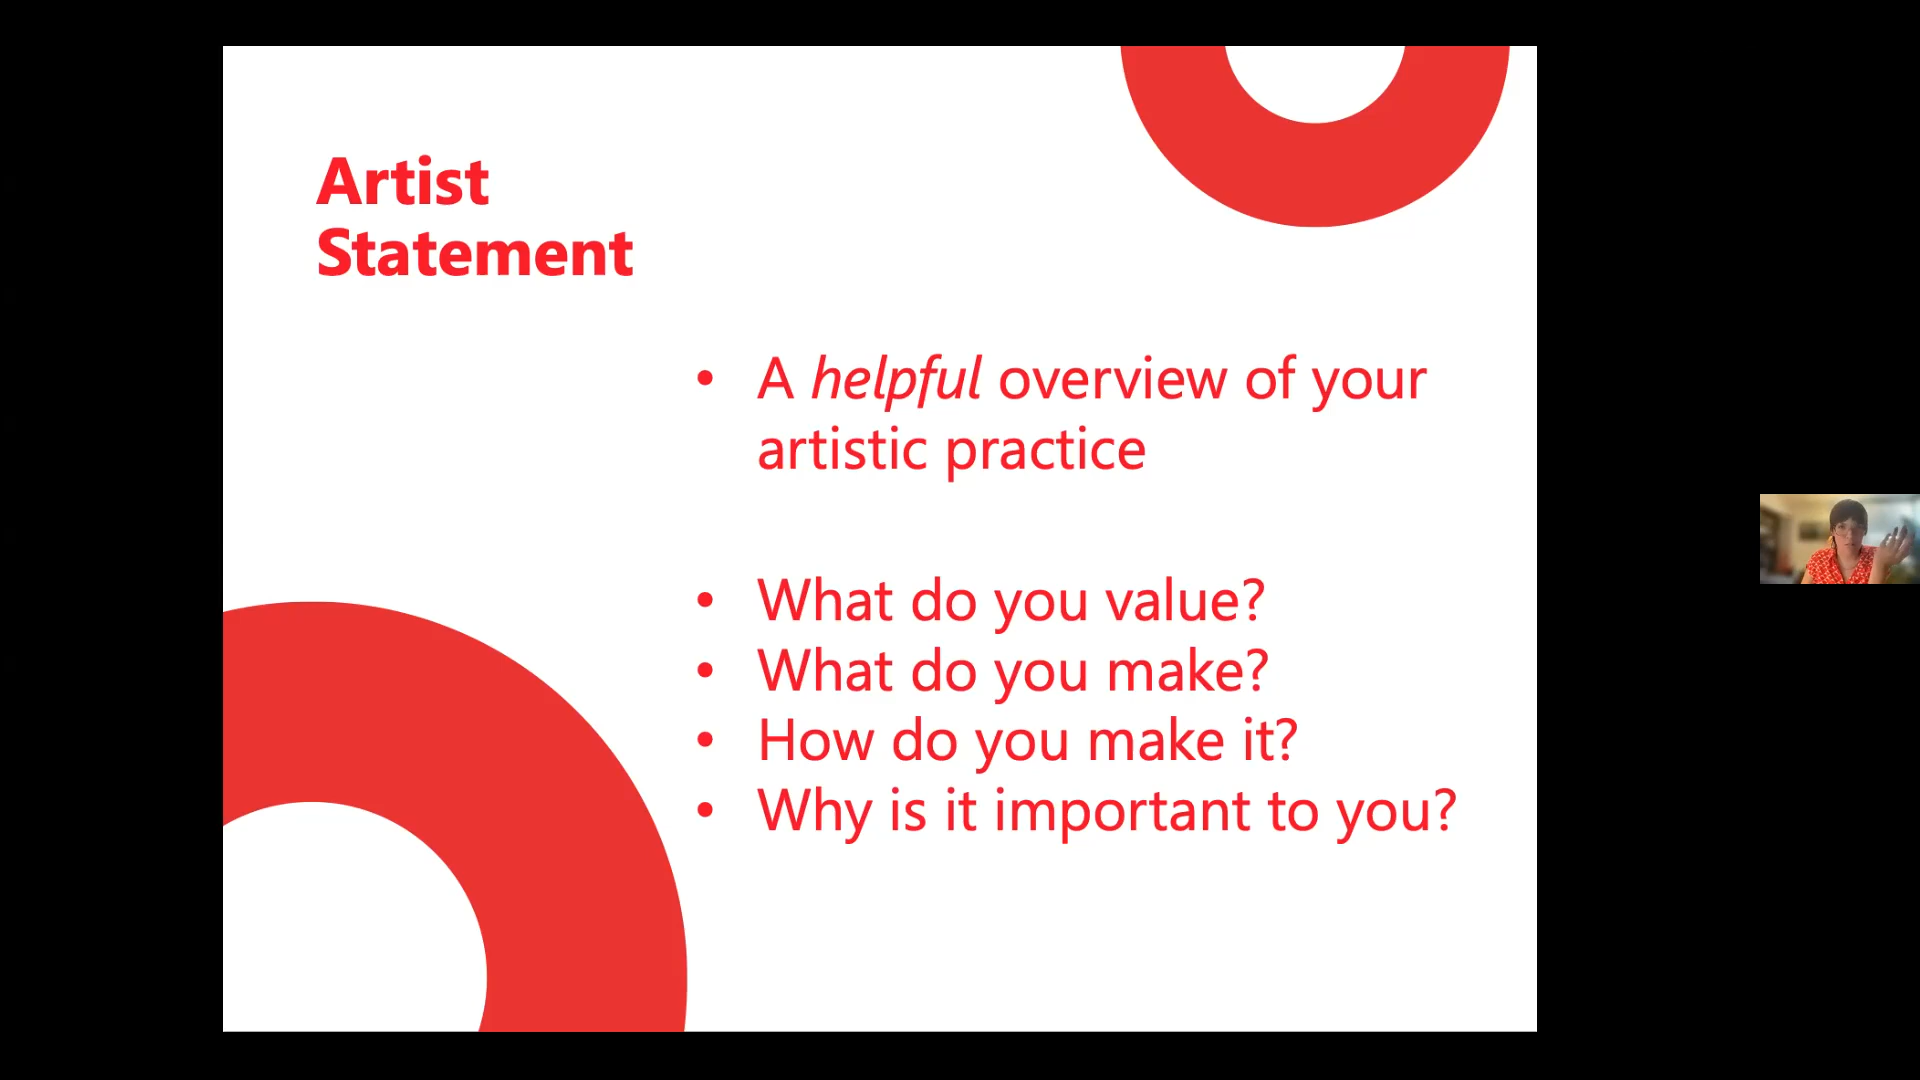 Artist
Statement
• A helpful overview of your
artistic practice
• What do you value?
• What do you make?
• How do you make it?
• Why is it important to you?